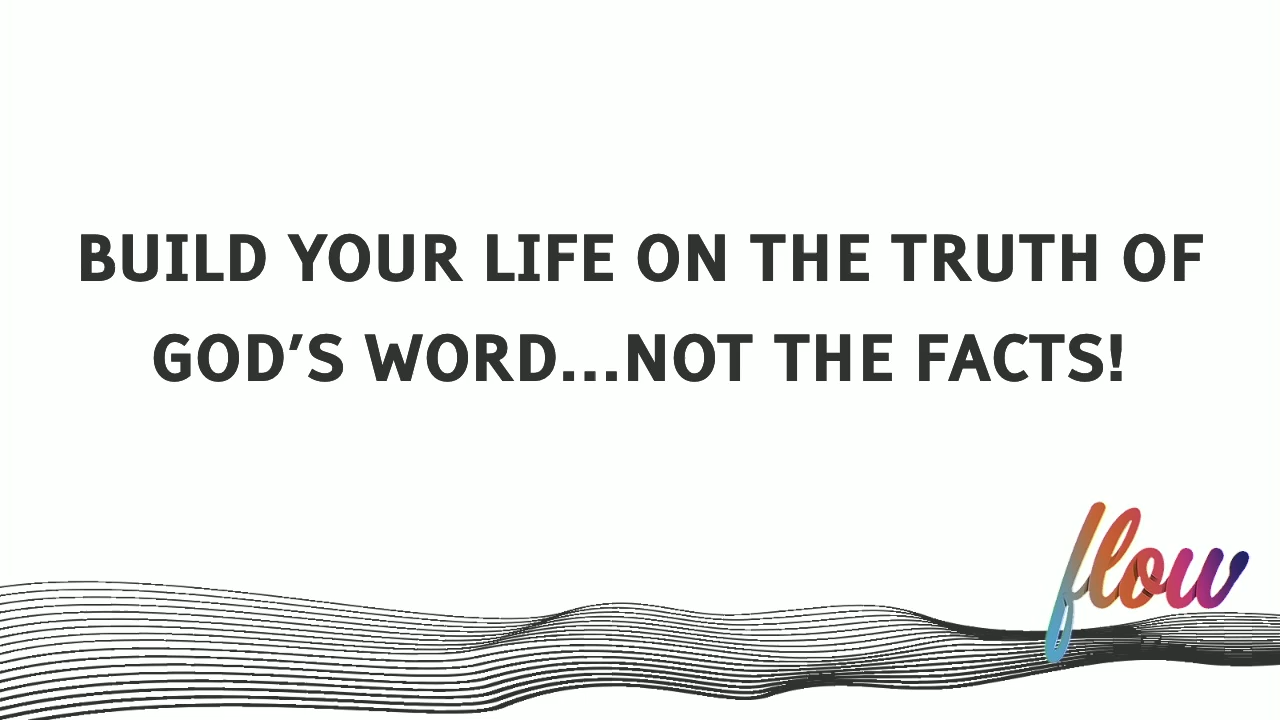 BUILD YOUR LIFE ON THE TRUTH OF
GOD'S WORD...NOT THE FACTS!
flow